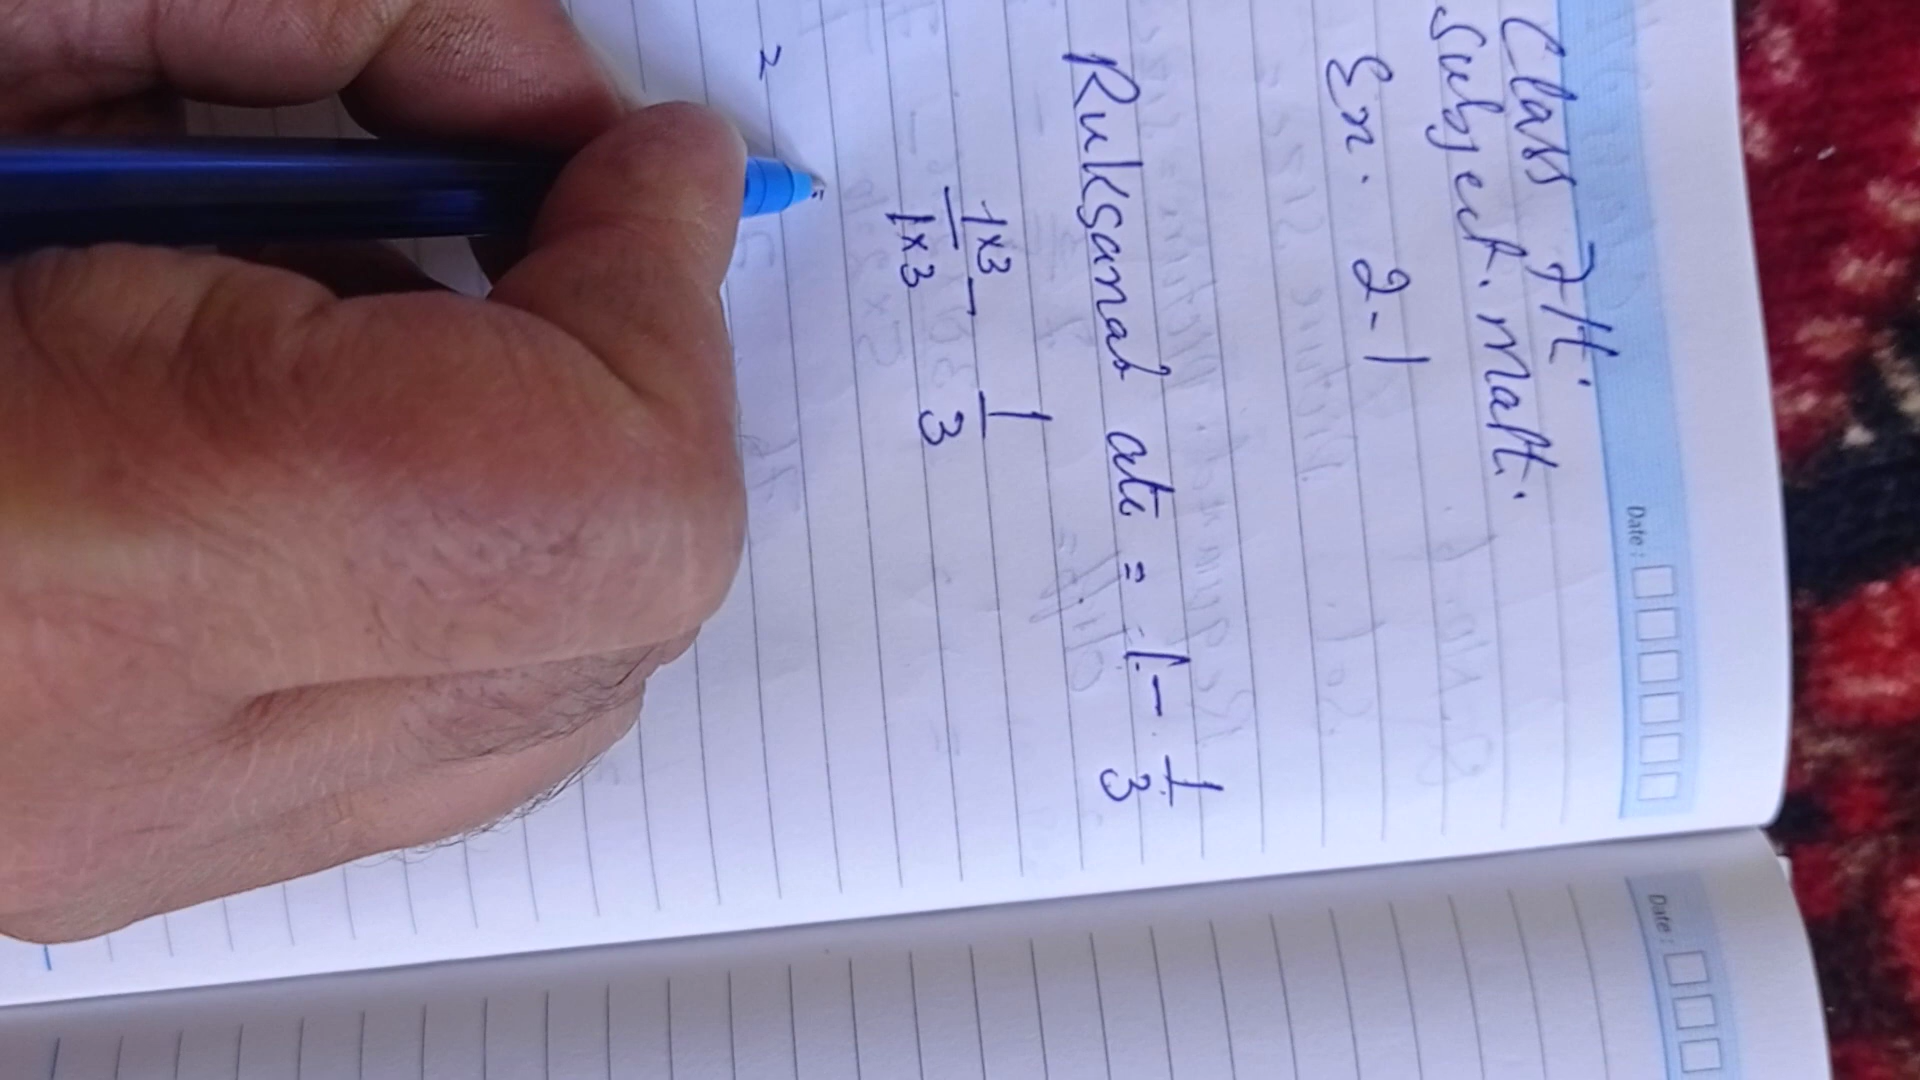 Class 7th.
Subject. Math.
Date:
Ex. 2-1
Ruksanab ate = = 1 - 1/3
1×3/1×3 - 1/3
Date: